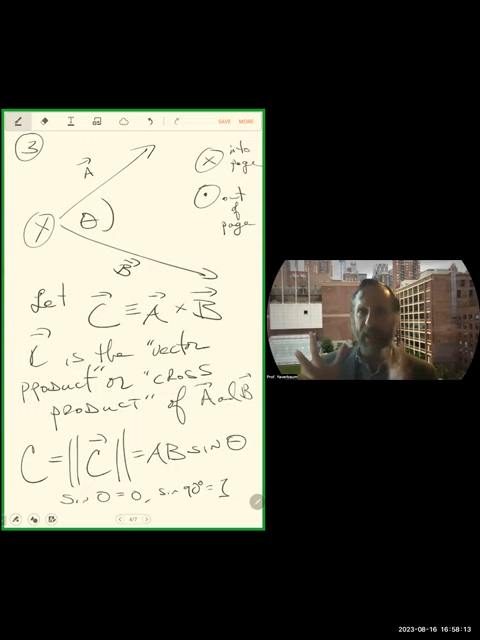 SAVE MORE
③
A
into
page
X
X
θ
out
of
page
B
Let C ≡ A × B
C is the "vector
product" or "cross
product" of A and B
C = ||C|| = AB sin θ
sin 0 = 0, sin 90° = 1
4/7
Prof. Yaverbaum
2023-08-16 16:58:13